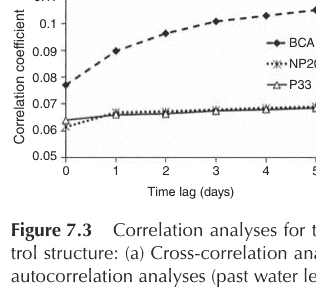 Correlation coefficient
0.1
0.09
0.08
0.07
0.06
0.05
BCA
NP20
P33
0 1 2 3 4 5
Time lag (days)
Figure 7.3 Correlation analyses for t
trol structure: (a) Cross-correlation ana
autocorrelation analyses (past water le